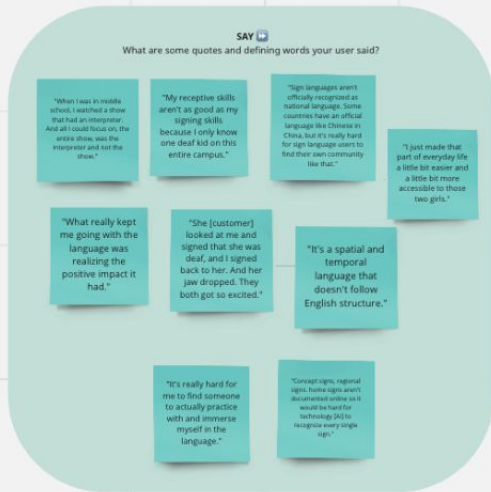 SAY ➡️
What are some quotes and defining words your user said?
"When I was in middle
school, I watched a show
that had an interpreter.
And all I could focus on, the
entire show, was the
interpreter and not the
show."
"My receptive skills
aren't as good as my
signing skills
because I only know
one deaf kid on this
entire campus."
"Sign languages aren't
officially recognized as
national language. Some
countries have an official
language like Chinese in
China, but it's really hard
for sign language users to
find their own community
like that."
"I just made that
part of everyday life
a little bit easier and
a little bit more
accessible to those
two girls."
"What really kept
me going with the
language was
realizing the
positive impact it
had."
"She [customer]
looked at me and
signed that she was
deaf, and I signed
back to her. And her
jaw dropped. They
both got so excited."
"It's a spatial and
temporal
language that
doesn't follow
English structure."
"It's really hard for
me to find someone
to actually practice
with and immerse
myself in the
language."
"Concept signs, regional
signs. home signs aren't
documented online so it
would be hard for
technology [AI] to
recognize every single
sign."